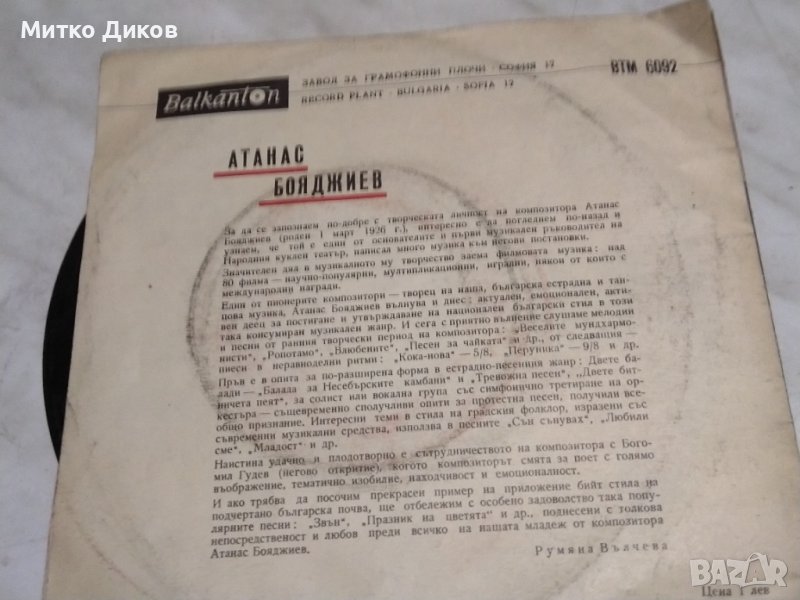 Митко Диков
Balkanton
ЗАВОД ЗА ГРАМОФОННИ ПЛОЧИ · СОФИЯ 17
RECORD PLANT · BULGARIA · SOFIA 17
ВТМ 6092
АТАНАС
БОЯДЖИЕВ
За да се запознаем по-добре с творческата личност на композитора Атанас
Бояджиев (роден 1 март 1926 г.), интересно е да погледнем по-назад и
узнаем, че той е един от основателите и първи музикален ръководител на
Народния куклен театър, написал много музика към негови постановки.
Значителен дял в музикалното му творчество заема филмовата музика: над
80 филма — научно-популярни, мултипликационни, игрални, някои от които с
международни награди.
Един от пионерите композитори — творец на наша, българска естрадна и тан-
цова музика, Атанас Бояджиев вълнува и днес: актуален, емоционален, акти-
вен деец за постигане и утвърждаване на национален български стил в този
така консумиран музикален жанр. И сега с приятно вълнение слушаме мелодии
и песни от ранния творчески период на композитора: „Веселите мундхармо-
нисти“, „Ропотамо“, „Влюбените“, „Песен за чайката“ и др., от следващия —
пиеси в неравноделни ритми: „Кока-нова“ — 5/8, „Перуника“ — 9/8 и др.
Пръв е в опита за по-разширена форма в естрадно-песенния жанр: Двете ба-
лади — „Балада за Несебърските камбани“ и „Тревожна песен“, „Двете бит-
ничета пеят“, за солист или вокална група със симфонично третиране на ор-
кестъра — същевременно сполучливи опити за протестна песен, получили все-
общо признание. Интересни теми в стила на градския фолклор, изразени със
съвременни музикални средства, използва в песните „Сън сънувах“, „Любили
сме“, „Младост“ и др.
Наистина удачно и плодотворно е сътрудничеството на композитора с Бого-
мил Гудев (негово откритие), когото композиторът смята за поет с голямо
въображение, тематично изобилие, находчивост и емоционалност.
И ако трябва да посочим прекрасен пример на приложение бийт стила на
подчертано българска почва, ще отбележим с особено задоволство така попу-
лярните песни: „Звън“, „Празник на цветята“ и др., поднесени с толкова
непосредственост и любов преди всичко на нашата младеж от композитора
Атанас Бояджиев.
Румяна Вълчева
Цена 1 лев
BAZAR